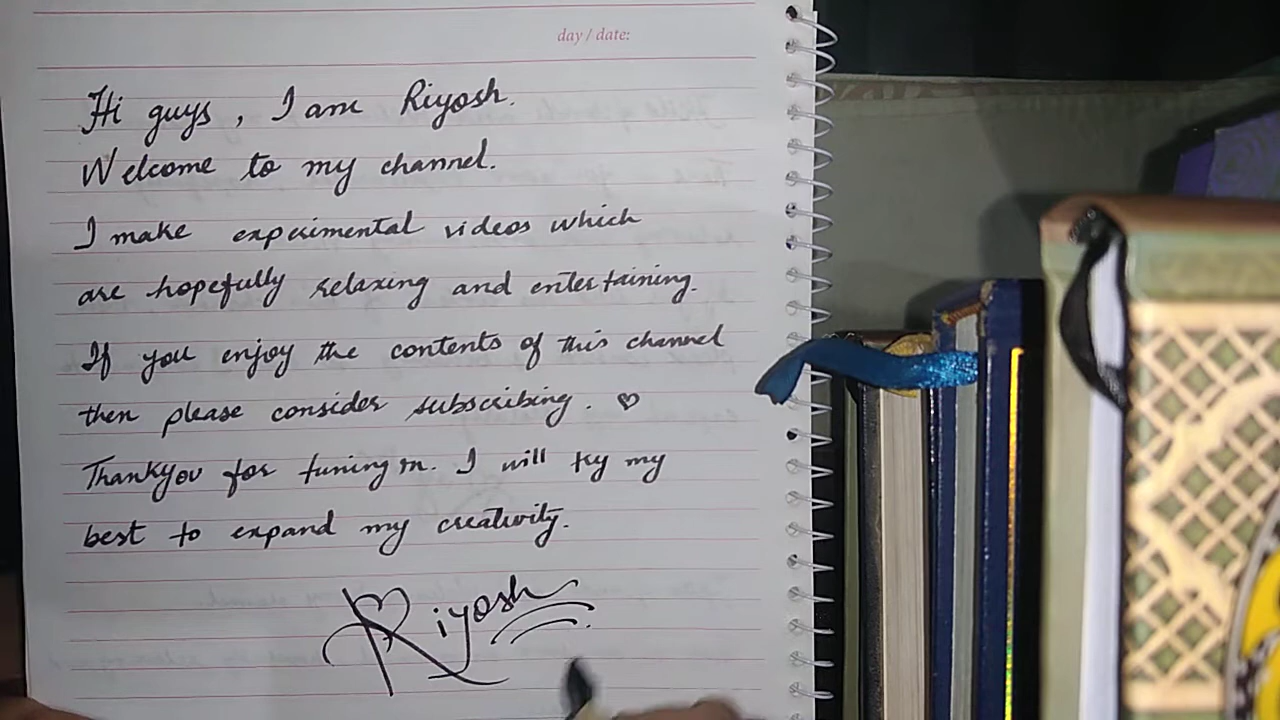 day / date:
Hi guys, I am Riyosh.
Welcome to my channel.
I make experimental videos which
are hopefully relaxing and entertaining.
If you enjoy the contents of this channel
then please consider subscribing. ♡
Thankyou for tuning in. I will try my
best to expand my creativity.
Riyosh